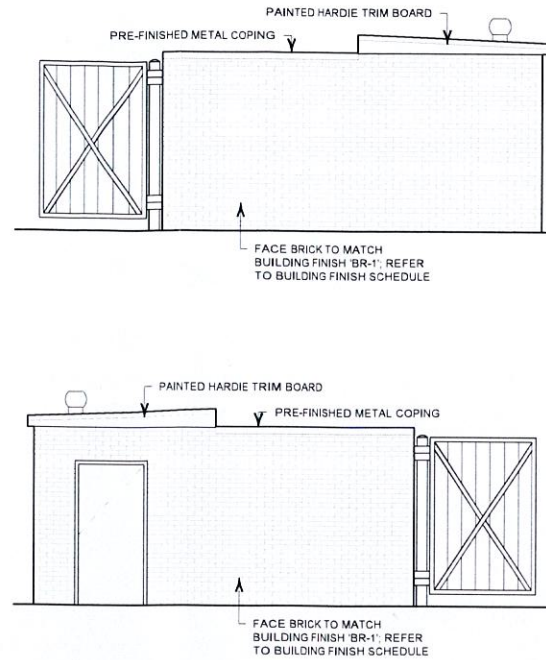 PAINTED HARDIE TRIM BOARD
PRE-FINISHED METAL COPING
FACE BRICK TO MATCH
BUILDING FINISH 'BR-1'; REFER
TO BUILDING FINISH SCHEDULE
PAINTED HARDIE TRIM BOARD
PRE-FINISHED METAL COPING
FACE BRICK TO MATCH
BUILDING FINISH 'BR-1'; REFER
TO BUILDING FINISH SCHEDULE